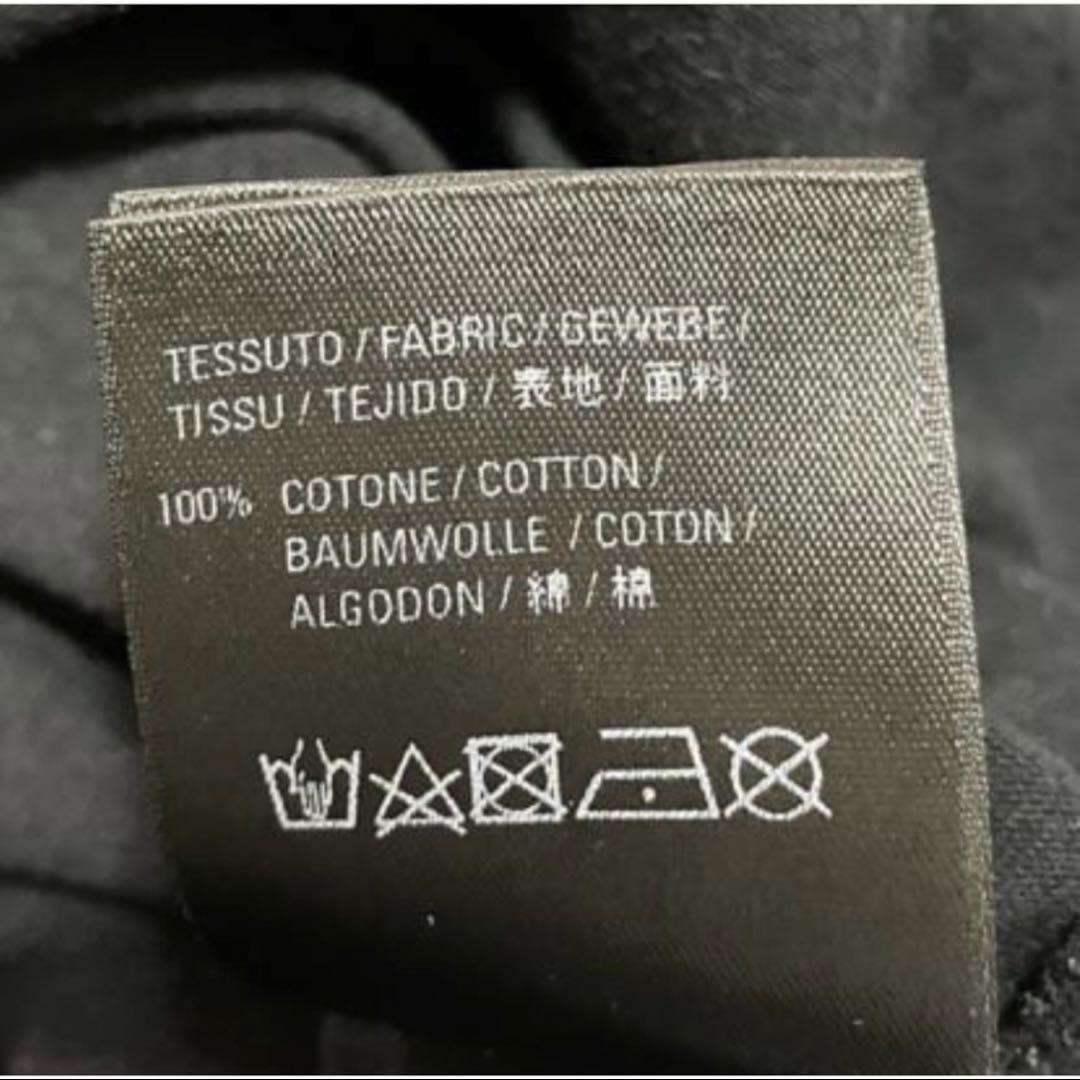 TESSUTO / FABRIC / GEWEBE /
TISSU / TEJIDO / 表地 / 面料
100% COTONE / COTTON /
BAUMWOLLE / COTON /
ALGODON / 綿 / 棉